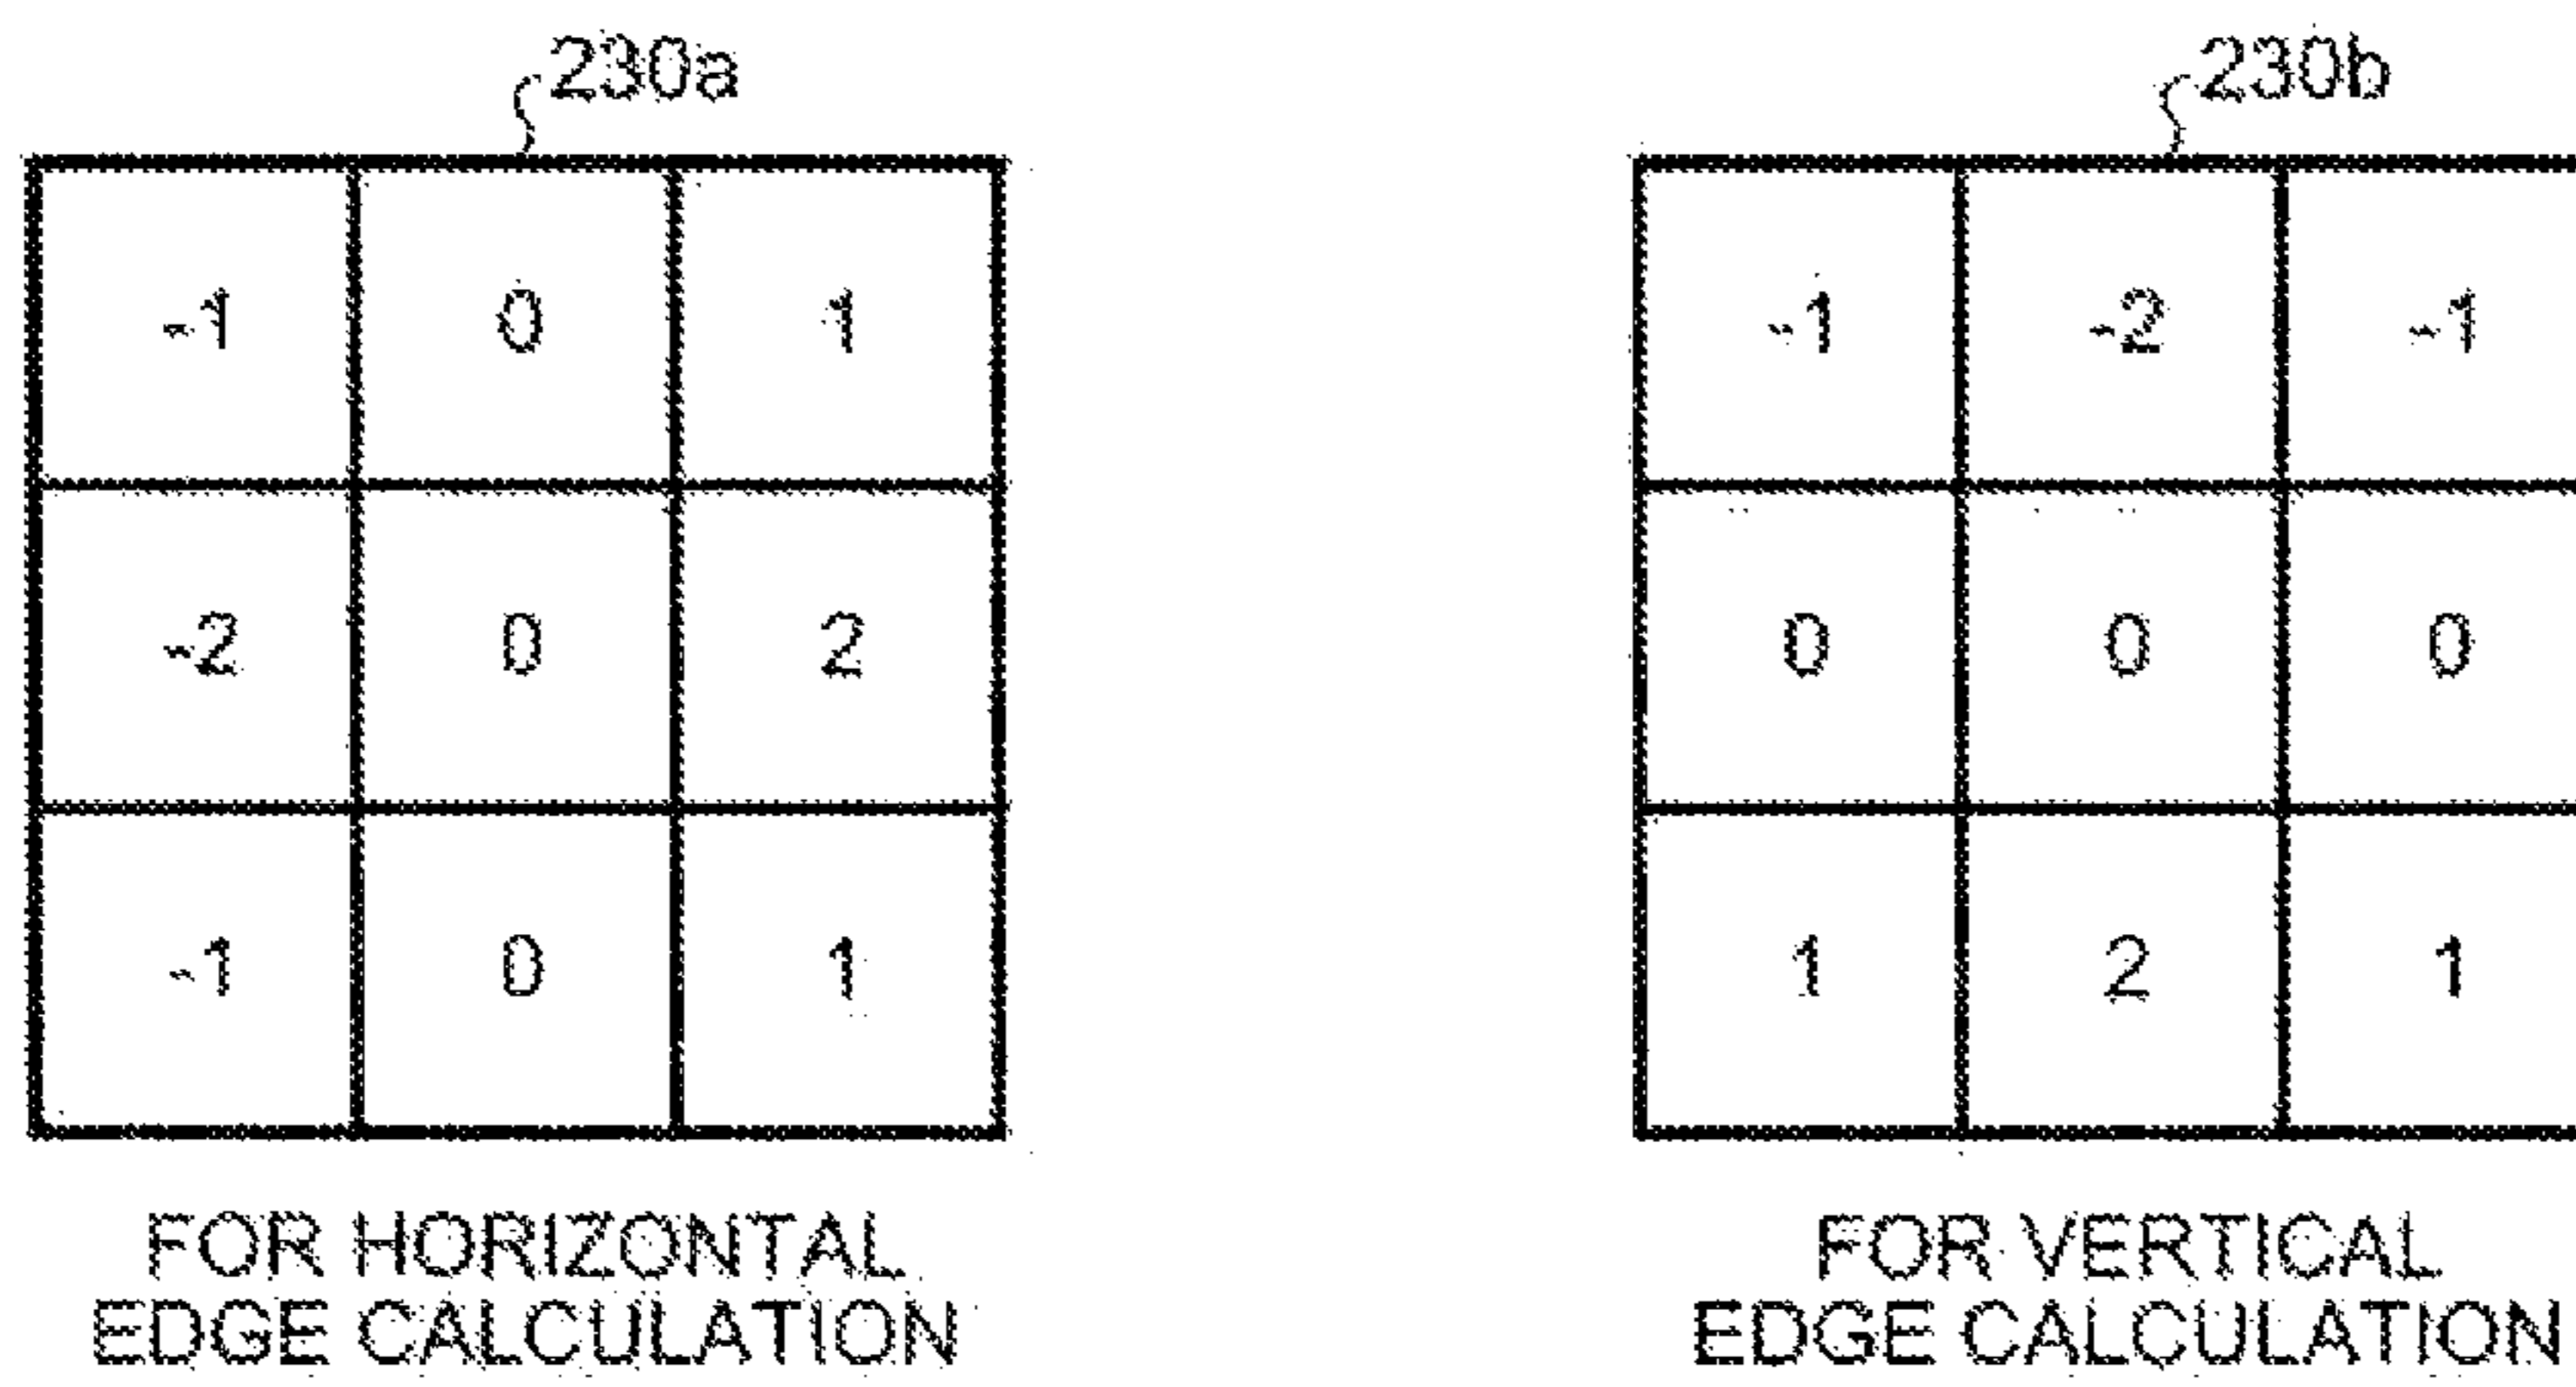 230a
-1 0 1
-2 0 2
-1 0 1
FOR HORIZONTAL
EDGE CALCULATION
230b
-1 -2 -1
0 0 0
1 2 1
FOR VERTICAL
EDGE CALCULATION